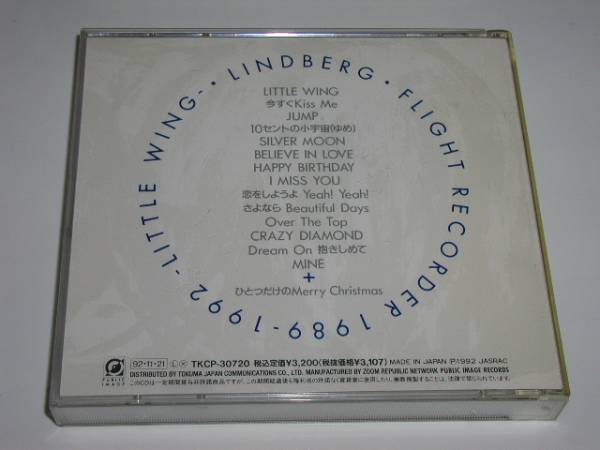 ・LINDBERG・FLIGHT RECORDER 1989-1992 -LITTLE WING-
LITTLE WING
今すぐKiss Me
JUMP
10セントの小宇宙(ゆめ)
SILVER MOON
BELIEVE IN LOVE
HAPPY BIRTHDAY
I MISS YOU
恋をしようよ Yeah! Yeah!
さよなら Beautiful Days
Over The Top
CRAZY DIAMOND
Dream On 抱きしめて
MINE
+
ひとつだけのMerry Christmas
PUBLIC IMAGE
92・11・21 TKCP-30720 税込定価¥3,200(税抜価格¥3,107) MADE IN JAPAN Ⓟ1992 JASRAC
DISTRIBUTED BY TOKUMA JAPAN COMMUNICATIONS CO., LTD. MANUFACTURED BY ZOOM REPUBLIC NETWORK PUBLIC IMAGE RECORDS